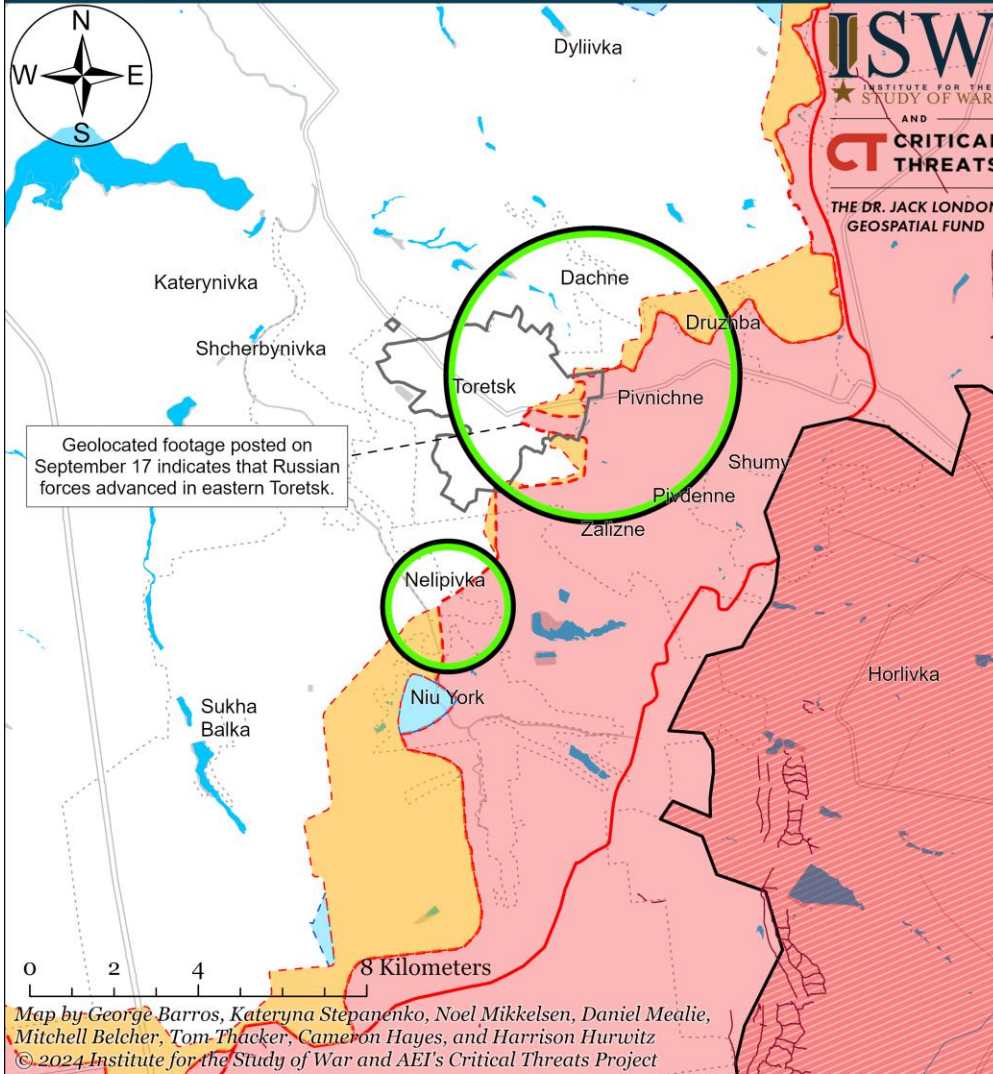 N
W
E
S
ISW
INSTITUTE FOR THE
STUDY OF WAR
AND
CT CRITICAL
THREATS
THE DR. JACK LONDON
GEOSPATIAL FUND
Dyliivka
Katerynivka
Dachne
Druzhba
Shcherbynivka
Toretsk
Pivnichne
Geolocated footage posted on
September 17 indicates that Russian
forces advanced in eastern Toretsk.
Shumy
Pivdenne
Zalizne
Nelipivka
Horlivka
Niu York
Sukha
Balka
0 2 4 8 Kilometers
Map by George Barros, Kateryna Stepanenko, Noel Mikkelsen, Daniel Mealie,
Mitchell Belcher, Tom Thacker, Cameron Hayes, and Harrison Hurwitz
© 2024 Institute for the Study of War and AEI's Critical Threats Project